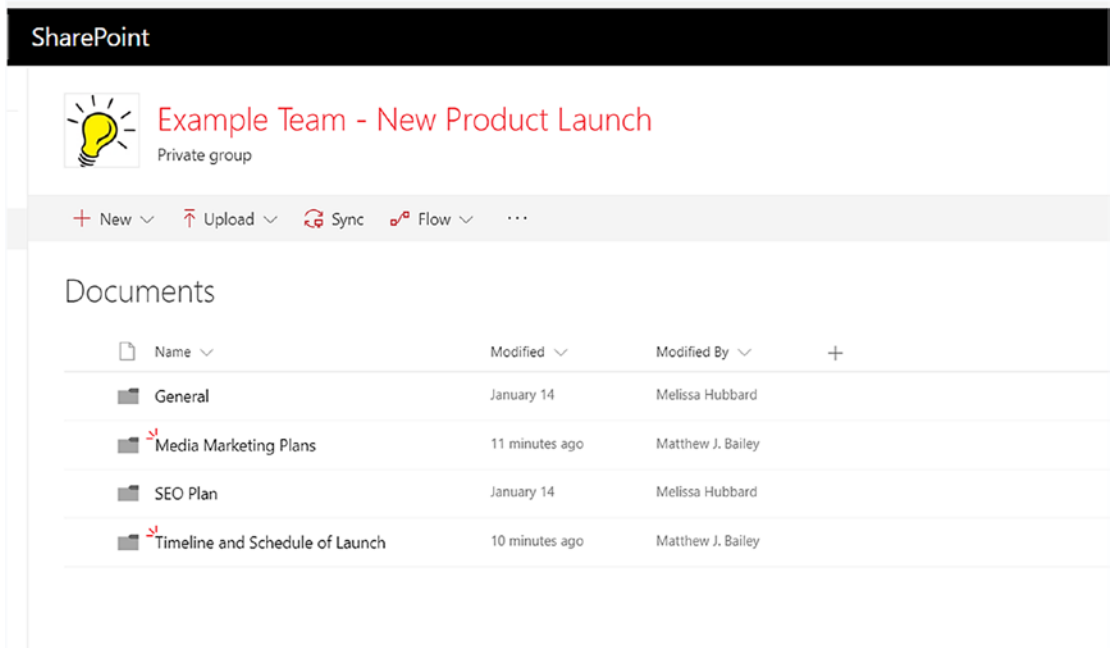 SharePoint
Example Team - New Product Launch
Private group
New Upload Sync Flow ...
Documents
Name Modified Modified By
General January 14 Melissa Hubbard
Media Marketing Plans 11 minutes ago Matthew J. Bailey
SEO Plan January 14 Melissa Hubbard
Timeline and Schedule of Launch 10 minutes ago Matthew J. Bailey